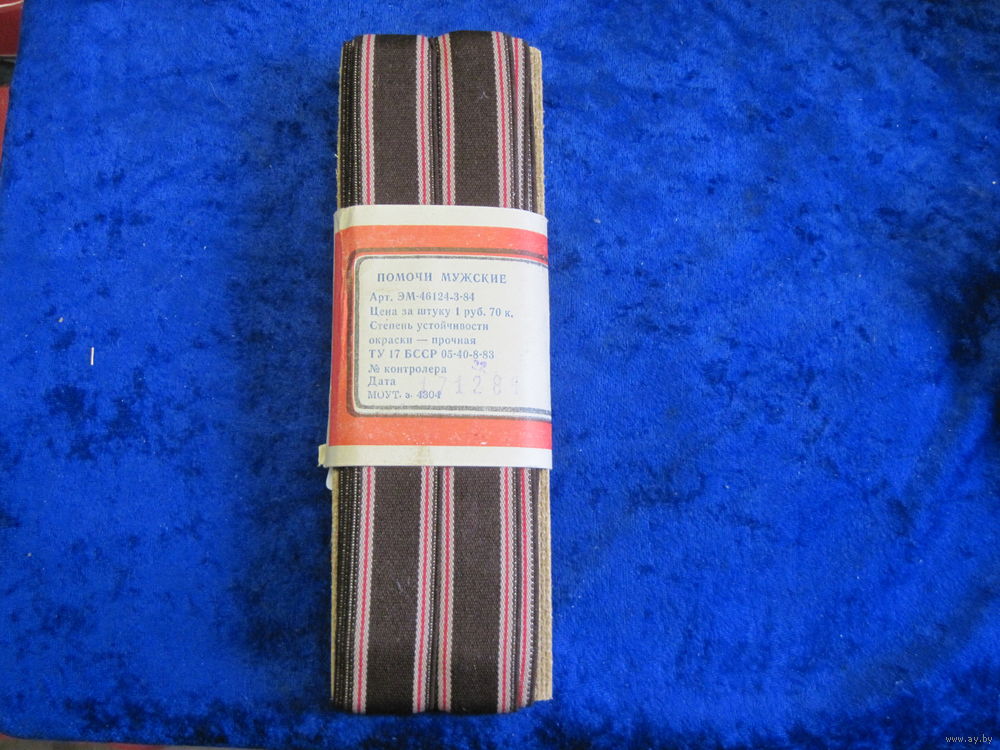 ПОМОЧИ МУЖСКИЕ
Арт. ЭМ-46124-3-84
Цена за штуку 1 руб. 70 к.
Степень устойчивости
окраски — прочная
ТУ 17 БССР 05-40-8-83
№ контролера
Дата 171281
МОУТ. з. 4304
www.ay.by